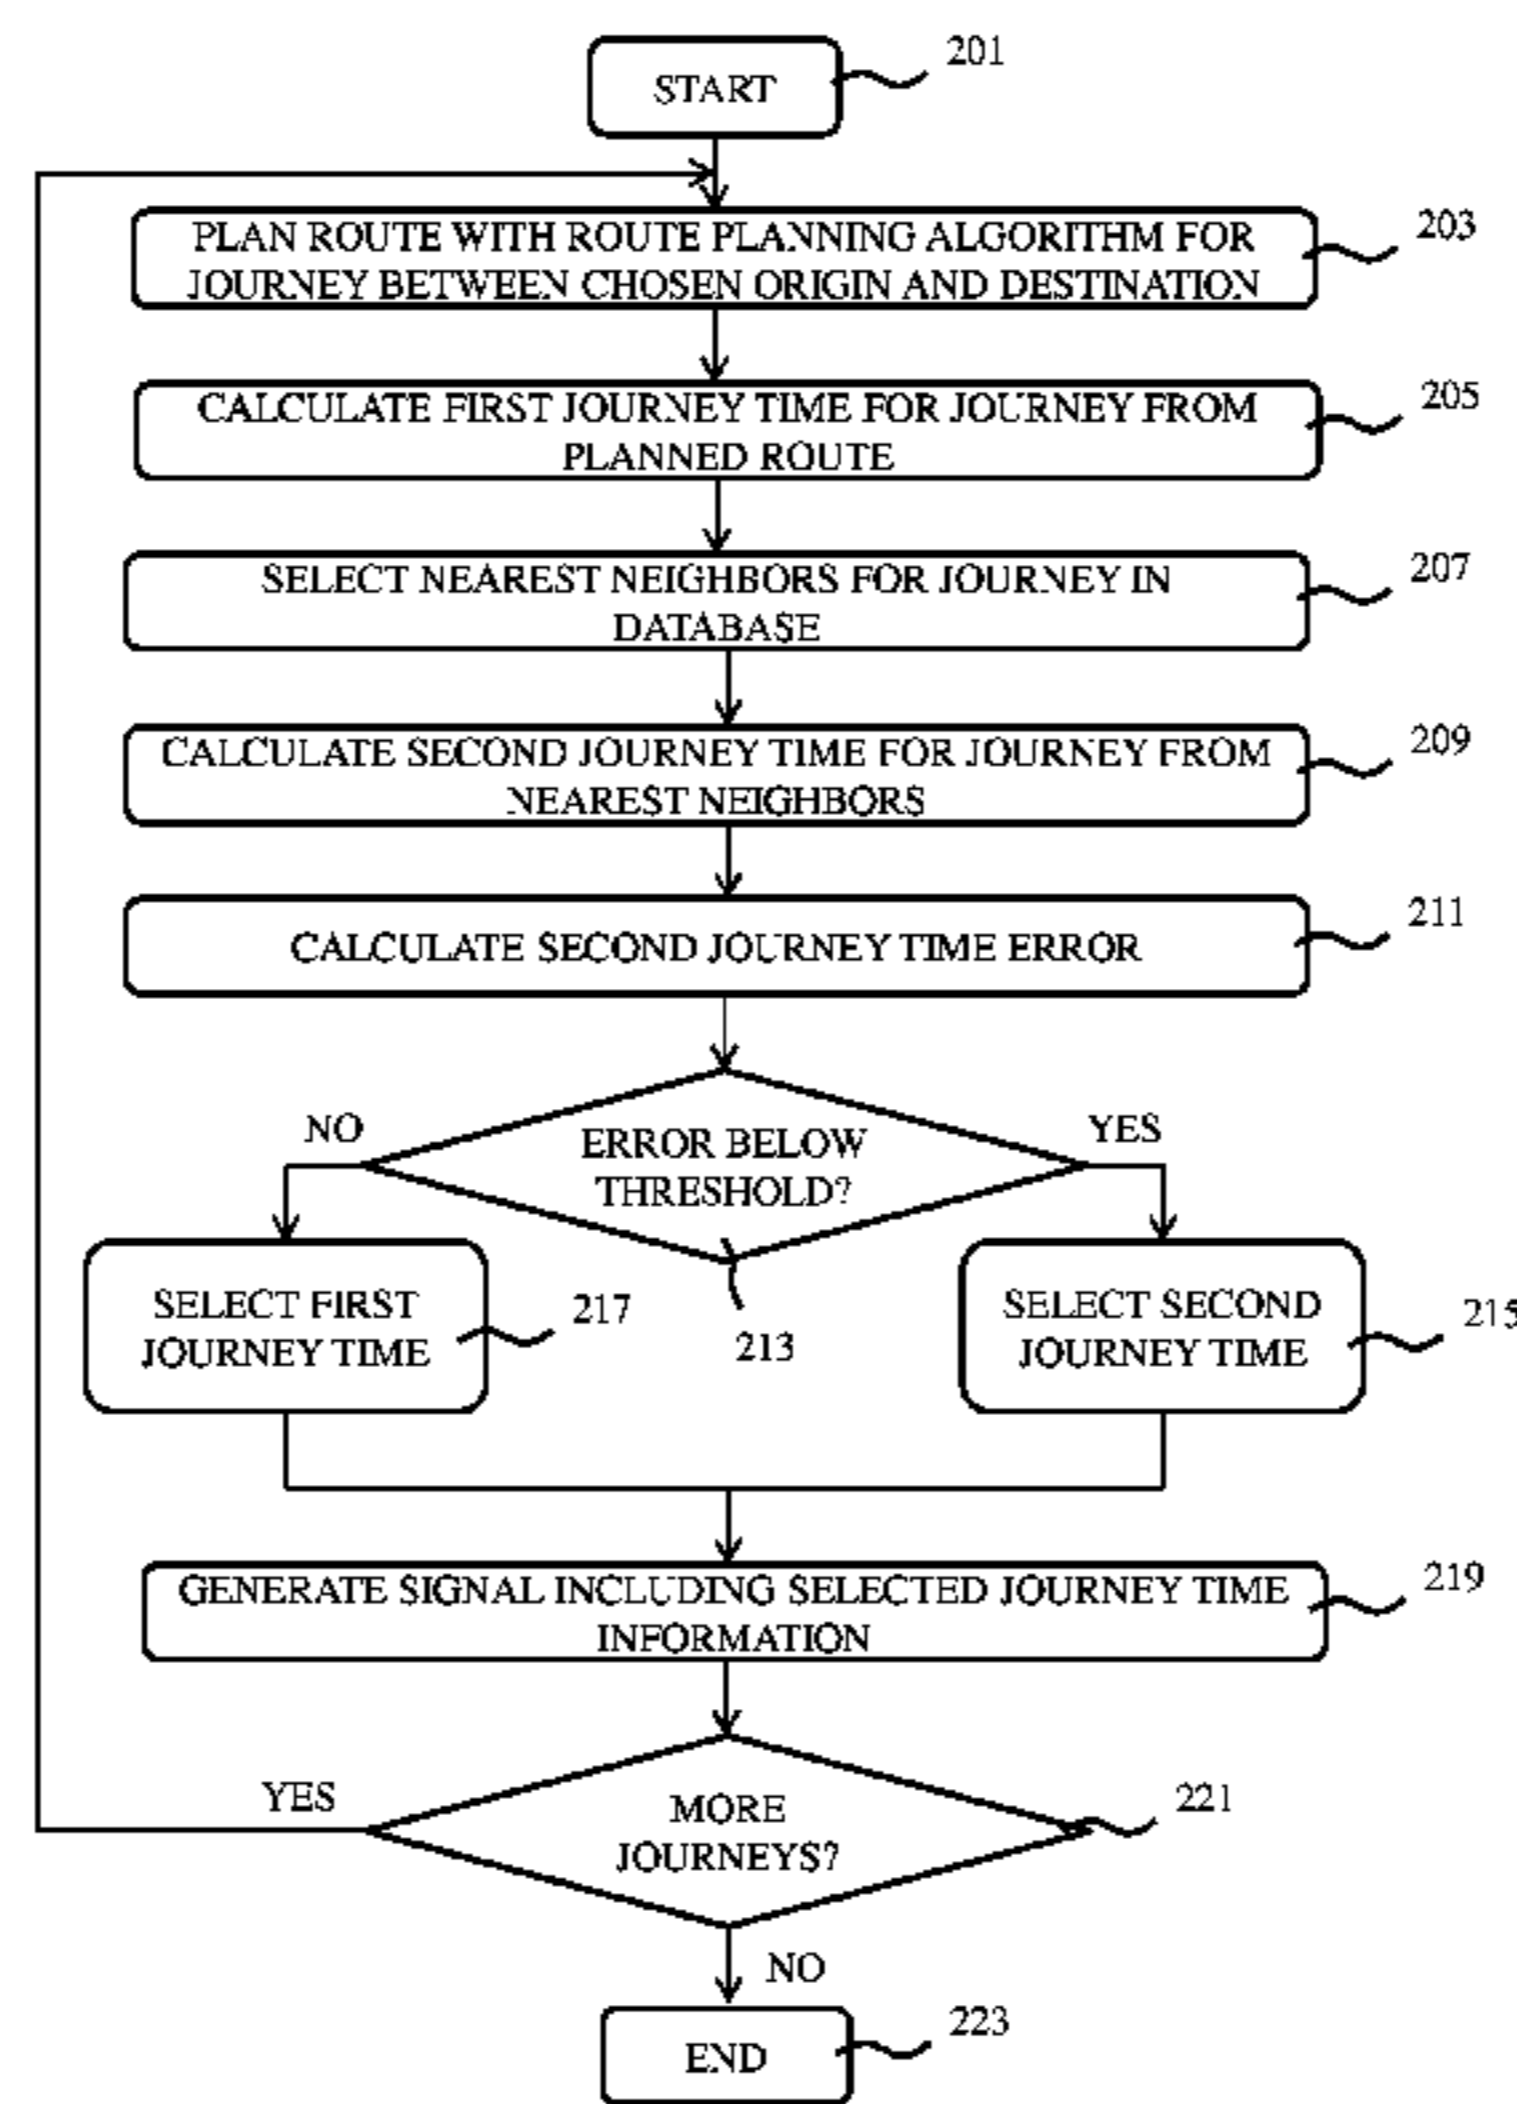 START
201
PLAN ROUTE WITH ROUTE PLANNING ALGORITHM FOR
JOURNEY BETWEEN CHOSEN ORIGIN AND DESTINATION
203
CALCULATE FIRST JOURNEY TIME FOR JOURNEY FROM
PLANNED ROUTE
205
SELECT NEAREST NEIGHBORS FOR JOURNEY IN
DATABASE
207
CALCULATE SECOND JOURNEY TIME FOR JOURNEY FROM
NEAREST NEIGHBORS
209
CALCULATE SECOND JOURNEY TIME ERROR
211
NO
ERROR BELOW
THRESHOLD?
YES
213
SELECT FIRST
JOURNEY TIME
217
SELECT SECOND
JOURNEY TIME
215
GENERATE SIGNAL INCLUDING SELECTED JOURNEY TIME
INFORMATION
219
YES
MORE
JOURNEYS?
221
NO
END
223